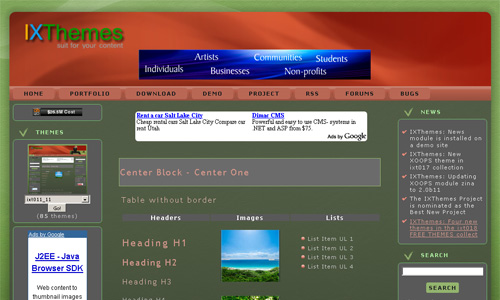 IXThemes
suit for your content
Artists
Communities
Students
Individuals
Businesses
Non-profits
HOME
PORTFOLIO
DOWNLOAD
DEMO
PROJECT
RSS
FORUMS
BUGS
THEMES
ixt011_11
Go!
(85 themes)
Ads by Google
J2EE - Java
Browser SDK
Web content to
thumbnail images
Rent a car Salt Lake City
Cheap rental cars Salt Lake City Compare car
rent Utah
Dimac CMS
Powerful and easy to use CMS- systems in
.NET and ASP from $75.
Ads by Google
Center Block - Center One
Table without border
Headers
Images
Lists
Heading H1
Heading H2
Heading H3
List Item UL 1
List Item UL 2
List Item UL 3
List Item UL 4
NEWS
IXThemes: News
module is installed on
a demo site
IXThemes: New
XOOPS theme in
ixt017 collection
IXThemes: Updating
XOOPS module zina
to 2.0b11
The IXThemes
Project is
nominated as the
Best New Project
IXThemes: Four new
themes in the ixt016
FREE THEMES collect
SEARCH
SEARCH